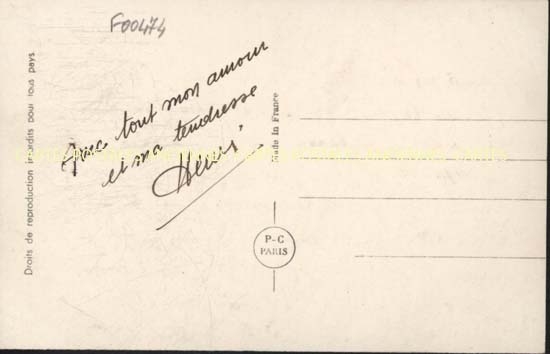 F00474
Avec tout mon amour
et ma tendresse
Denis
Droits de reproduction interdits pour tous pays.
Made in France
P-C
PARIS